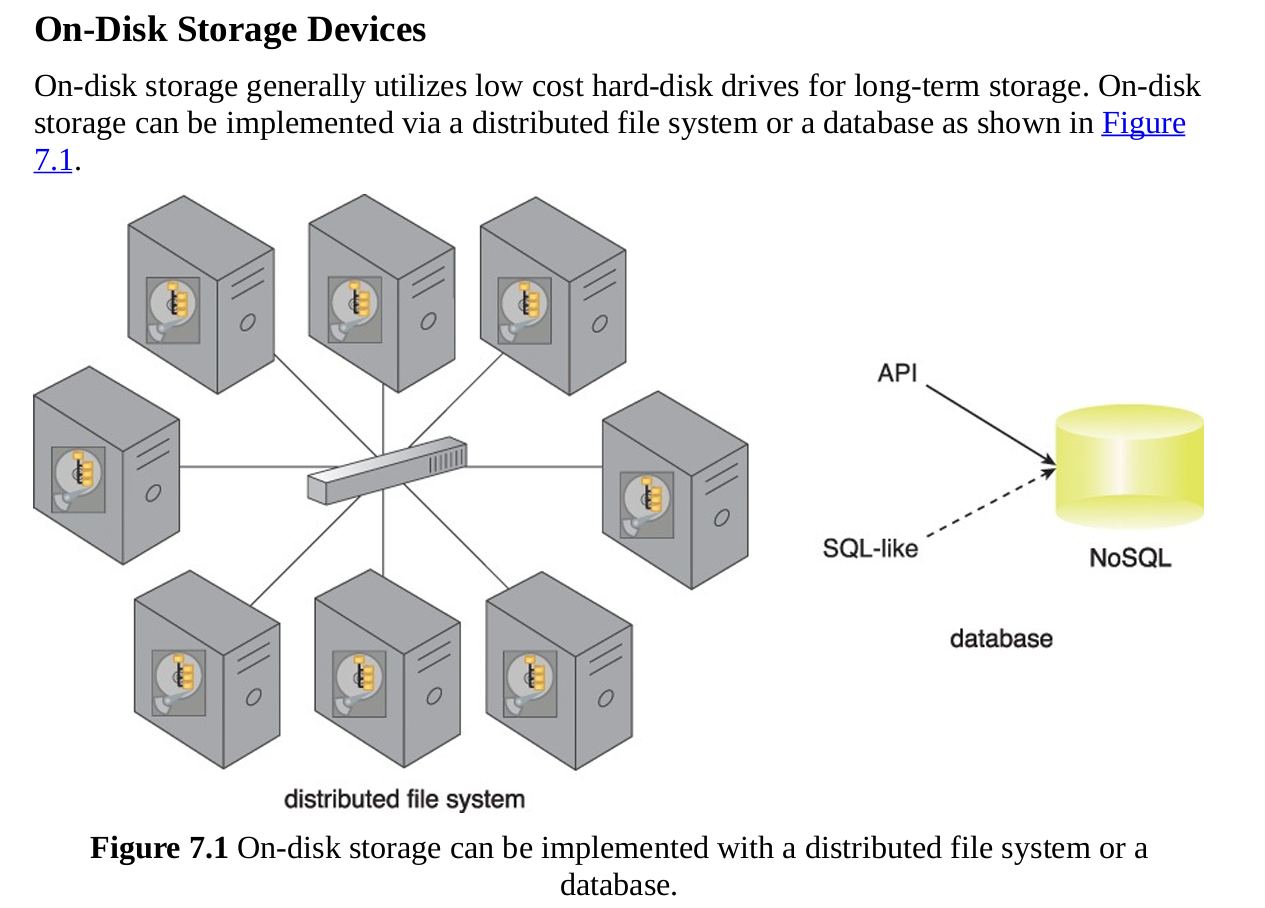 On-Disk Storage Devices
On-disk storage generally utilizes low cost hard-disk drives for long-term storage. On-disk
storage can be implemented via a distributed file system or a database as shown in Figure
7.1.
API
SQL-like
NoSQL
database
distributed file system
Figure 7.1 On-disk storage can be implemented with a distributed file system or a
database.